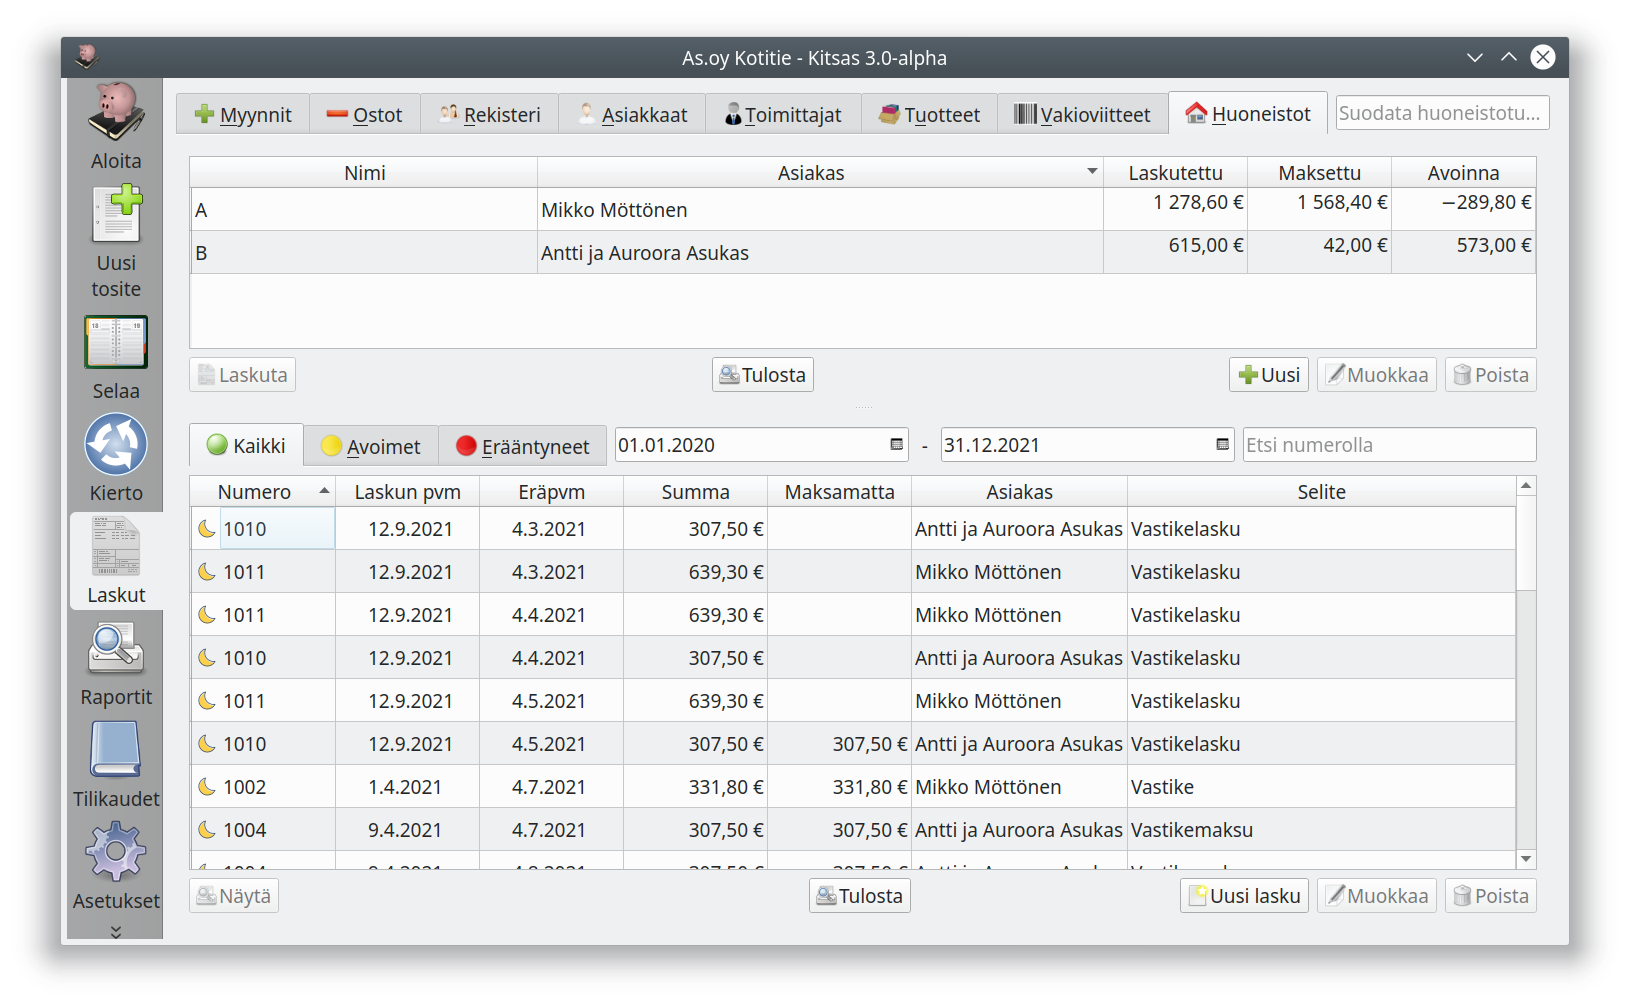 As.oy Kotitie - Kitsas 3.0-alpha
Aloita
Uusi
tosite
Selaa
Kierto
Laskut
Raportit
Tilikaudet
Asetukset
Myynnit Ostot Rekisteri Asiakkaat Toimittajat Tuotteet Vakioviitteet Huoneistot Suodata huoneistotu...
Nimi Asiakas Laskutettu Maksettu Avoinna
A Mikko Möttönen 1 278,60 € 1 568,40 € −289,80 €
B Antti ja Auroora Asukas 615,00 € 42,00 € 573,00 €
Laskuta Tulosta Uusi Muokkaa Poista
Kaikki Avoimet Erääntyneet 01.01.2020 - 31.12.2021 Etsi numerolla
Numero Laskun pvm Eräpvm Summa Maksamatta Asiakas Selite
1010 12.9.2021 4.3.2021 307,50 € Antti ja Auroora Asukas Vastikelasku
1011 12.9.2021 4.3.2021 639,30 € Mikko Möttönen Vastikelasku
1011 12.9.2021 4.4.2021 639,30 € Mikko Möttönen Vastikelasku
1010 12.9.2021 4.4.2021 307,50 € Antti ja Auroora Asukas Vastikelasku
1011 12.9.2021 4.5.2021 639,30 € Mikko Möttönen Vastikelasku
1010 12.9.2021 4.5.2021 307,50 € 307,50 € Antti ja Auroora Asukas Vastikelasku
1002 1.4.2021 4.7.2021 331,80 € 331,80 € Mikko Möttönen Vastike
1004 9.4.2021 4.7.2021 307,50 € 307,50 € Antti ja Auroora Asukas Vastikemaksu
Näytä Tulosta Uusi lasku Muokkaa Poista